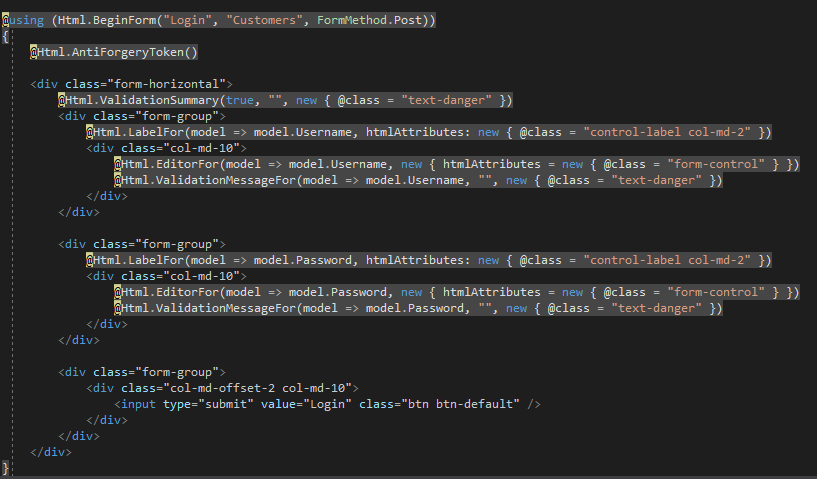 @using (Html.BeginForm("Login", "Customers", FormMethod.Post))
{
    @Html.AntiForgeryToken()

    <div class="form-horizontal">
        @Html.ValidationSummary(true, "", new { @class = "text-danger" })
        <div class="form-group">
            @Html.LabelFor(model => model.Username, htmlAttributes: new { @class = "control-label col-md-2" })
            <div class="col-md-10">
                @Html.EditorFor(model => model.Username, new { htmlAttributes = new { @class = "form-control" } })
                @Html.ValidationMessageFor(model => model.Username, "", new { @class = "text-danger" })
            </div>
        </div>

        <div class="form-group">
            @Html.LabelFor(model => model.Password, htmlAttributes: new { @class = "control-label col-md-2" })
            <div class="col-md-10">
                @Html.EditorFor(model => model.Password, new { htmlAttributes = new { @class = "form-control" } })
                @Html.ValidationMessageFor(model => model.Password, "", new { @class = "text-danger" })
            </div>
        </div>

        <div class="form-group">
            <div class="col-md-offset-2 col-md-10">
                <input type="submit" value="Login" class="btn btn-default" />
            </div>
        </div>
    </div>
}